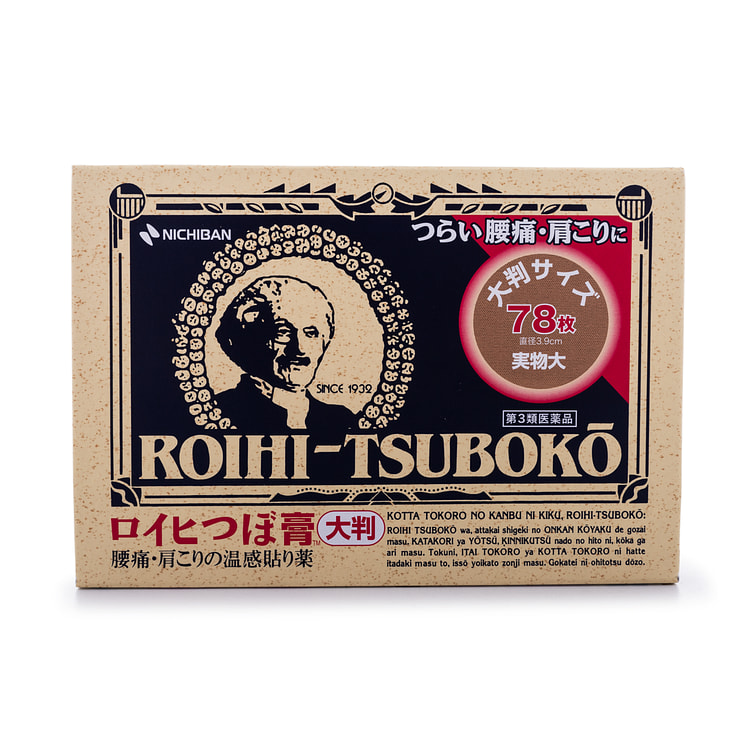 NICHIBAN
つらい腰痛・肩こりに
大判サイズ
78枚
直径3.9cm
実物大
SINCE 1932
第3類医薬品
ROIHI-TSUBOKŌ
ロイヒつぼ膏™ 大判
腰痛・肩こりの温感貼り薬
KOTTA TOKORO NO KANBU NI KIKU, ROIHI-TSUBOKŌ:
ROIHI TSUBOKŌ wa, attakai shigeki no ONKAN KŌYAKU de gozai
masu. KATAKORI ya YŌTSŪ, KINNIKUTSŪ nado no hito ni, kōka ga
ari masu. Tokuni, ITAI TOKORO ya KOTTA TOKORO ni hatte
itadaki masu to, issō yoikato zonji masu. Gokatei ni ohitotsu dōzo.